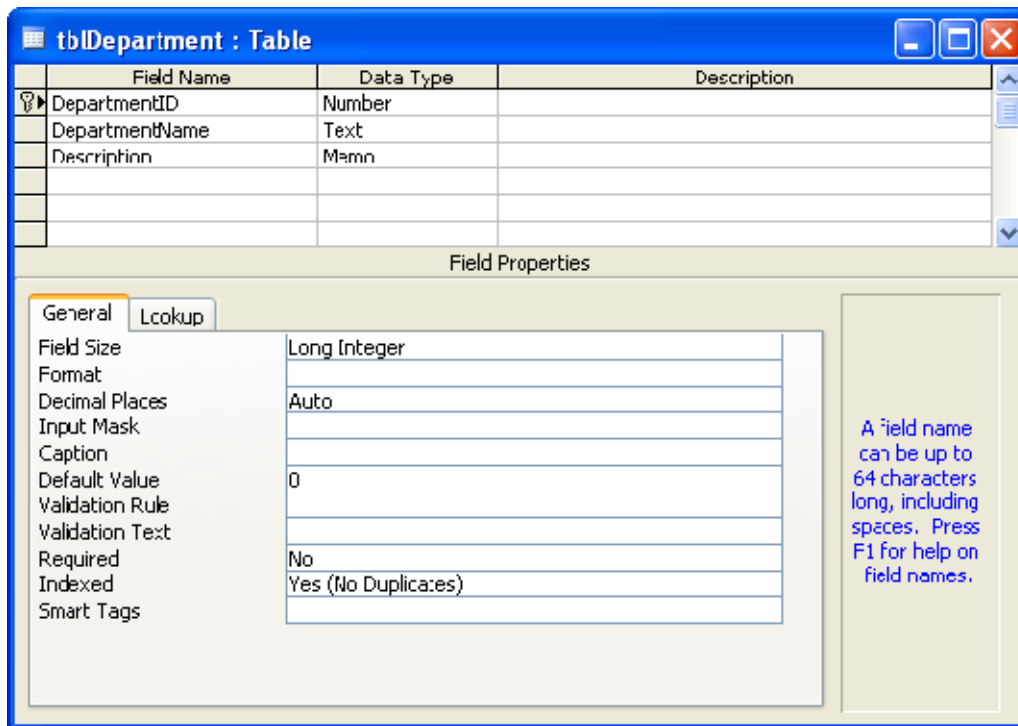 tblDepartment : Table
Field Name Data Type Description
DepartmentID Number
DepartmentName Text
Description Memo
Field Properties
General Lookup
Field Size Long Integer
Format
Decimal Places Auto
Input Mask
Caption
Default Value 0
Validation Rule
Validation Text
Required No
Indexed Yes (No Duplicates)
Smart Tags
A field name
can be up to
64 characters
long, including
spaces. Press
F1 for help on
field names.